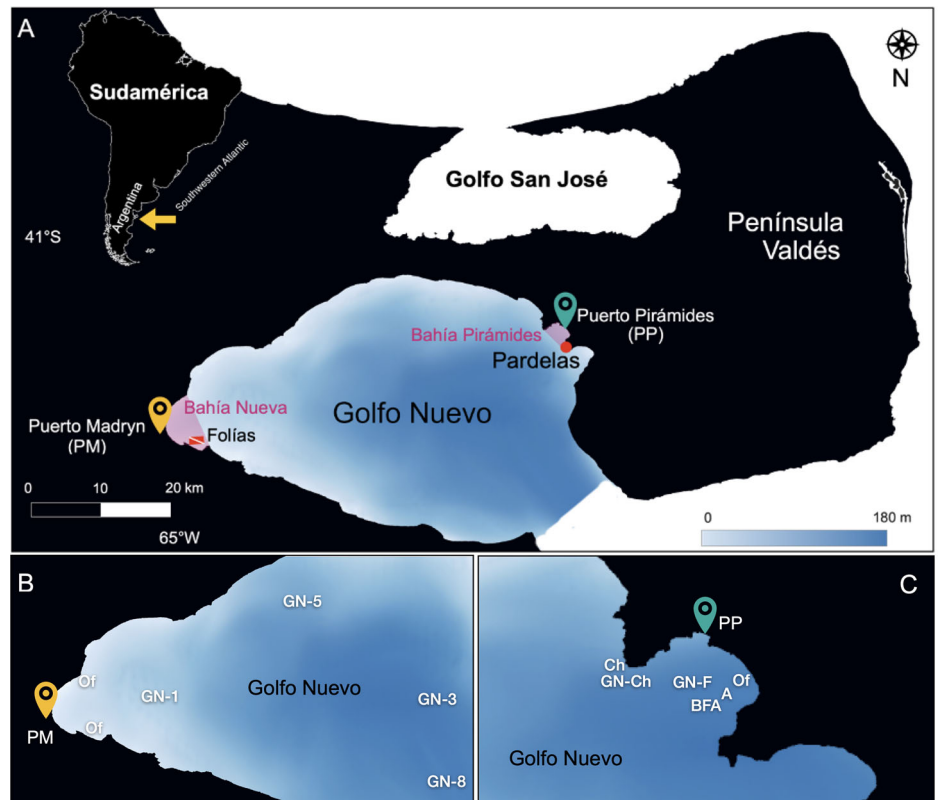 A
N
Sudamérica
Argentina
Southwestern Atlantic
41°S
Golfo San José
Península
Valdés
Puerto Pirámides
(PP)
Bahía Pirámides
Pardelas
Bahía Nueva
Golfo Nuevo
Puerto Madryn
(PM)
Folías
0 10 20 km
65°W
0 180 m
B
GN-5
Of
GN-1
Golfo Nuevo
GN-3
Of
PM
GN-8
C
PP
Ch
GN-Ch
GN-F
Of
A
BFA
Golfo Nuevo